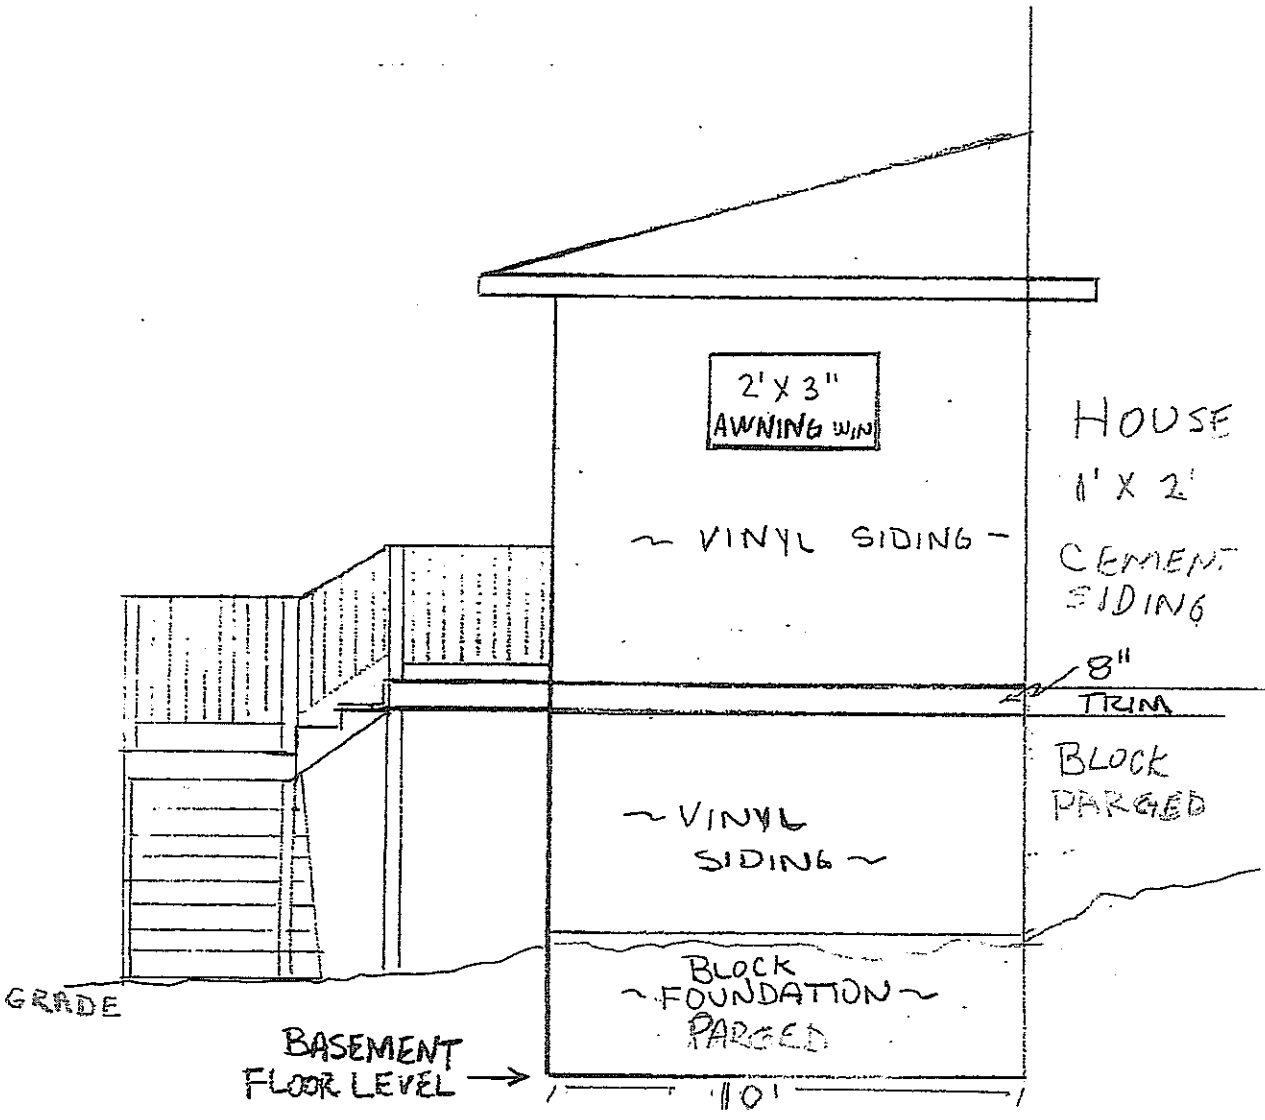 2' X 3"
AWNING WIN
HOUSE
1' X 2'
CEMENT
SIDING
~ VINYL SIDING ~
8"
TRIM
BLOCK
PARGED
~ VINYL
SIDING ~
BLOCK
~ FOUNDATION ~
PARGED
GRADE
BASEMENT
FLOOR LEVEL →
10'